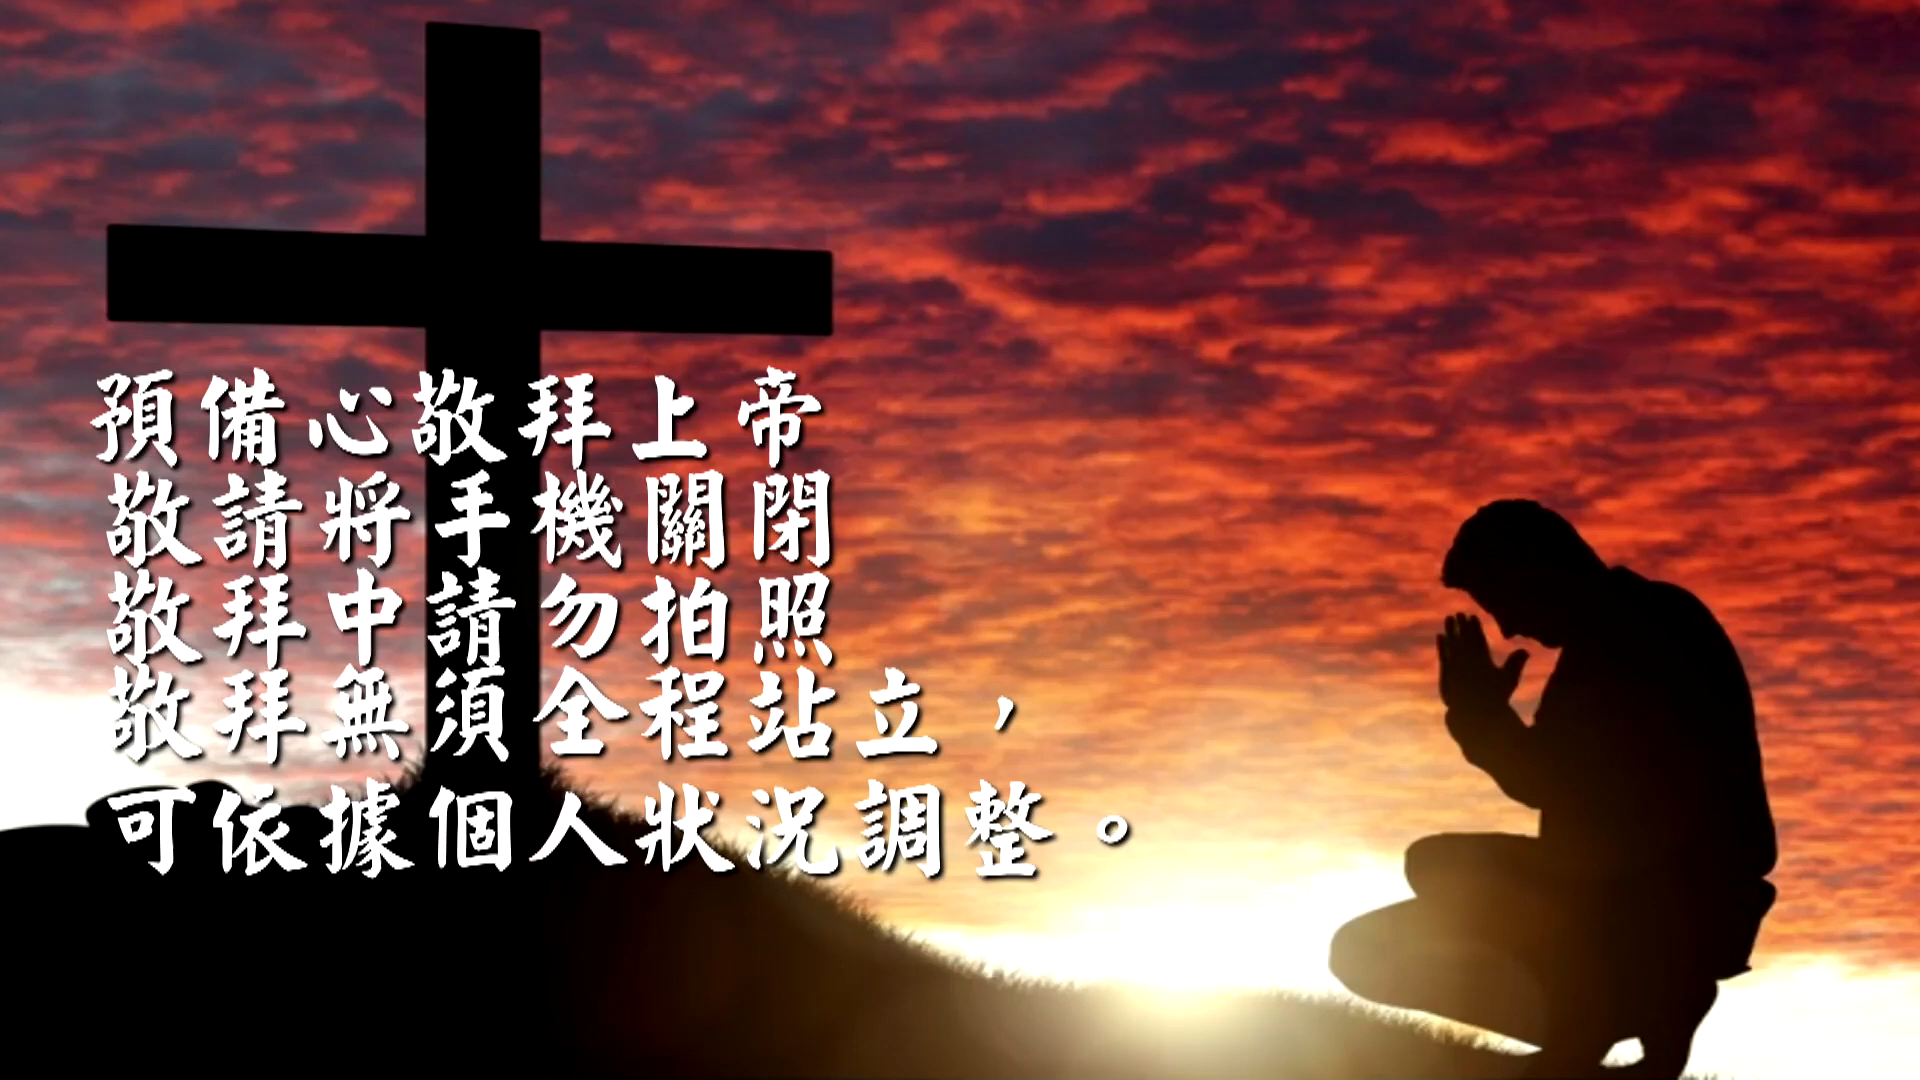 預備心敬拜上帝
敬請將手機關閉
敬拜中請勿拍照
敬拜無須全程站立，
可依據個人狀況調整。